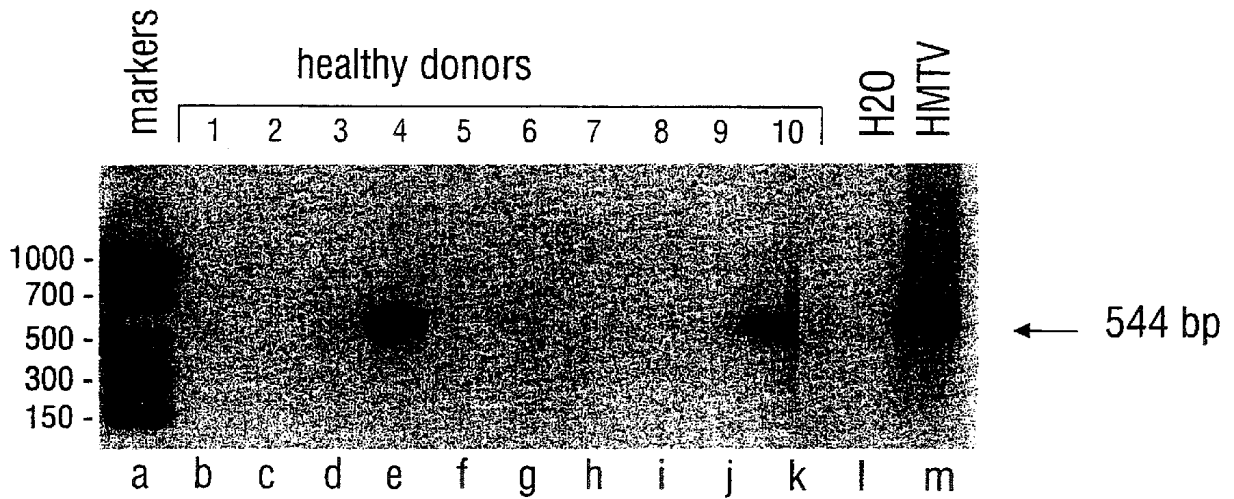 markers
healthy donors
H2O
HMTV
1 2 3 4 5 6 7 8 9 10
1000 -
700 -
500 -
300 -
150 -
544 bp
a b c d e f g h i j k l m